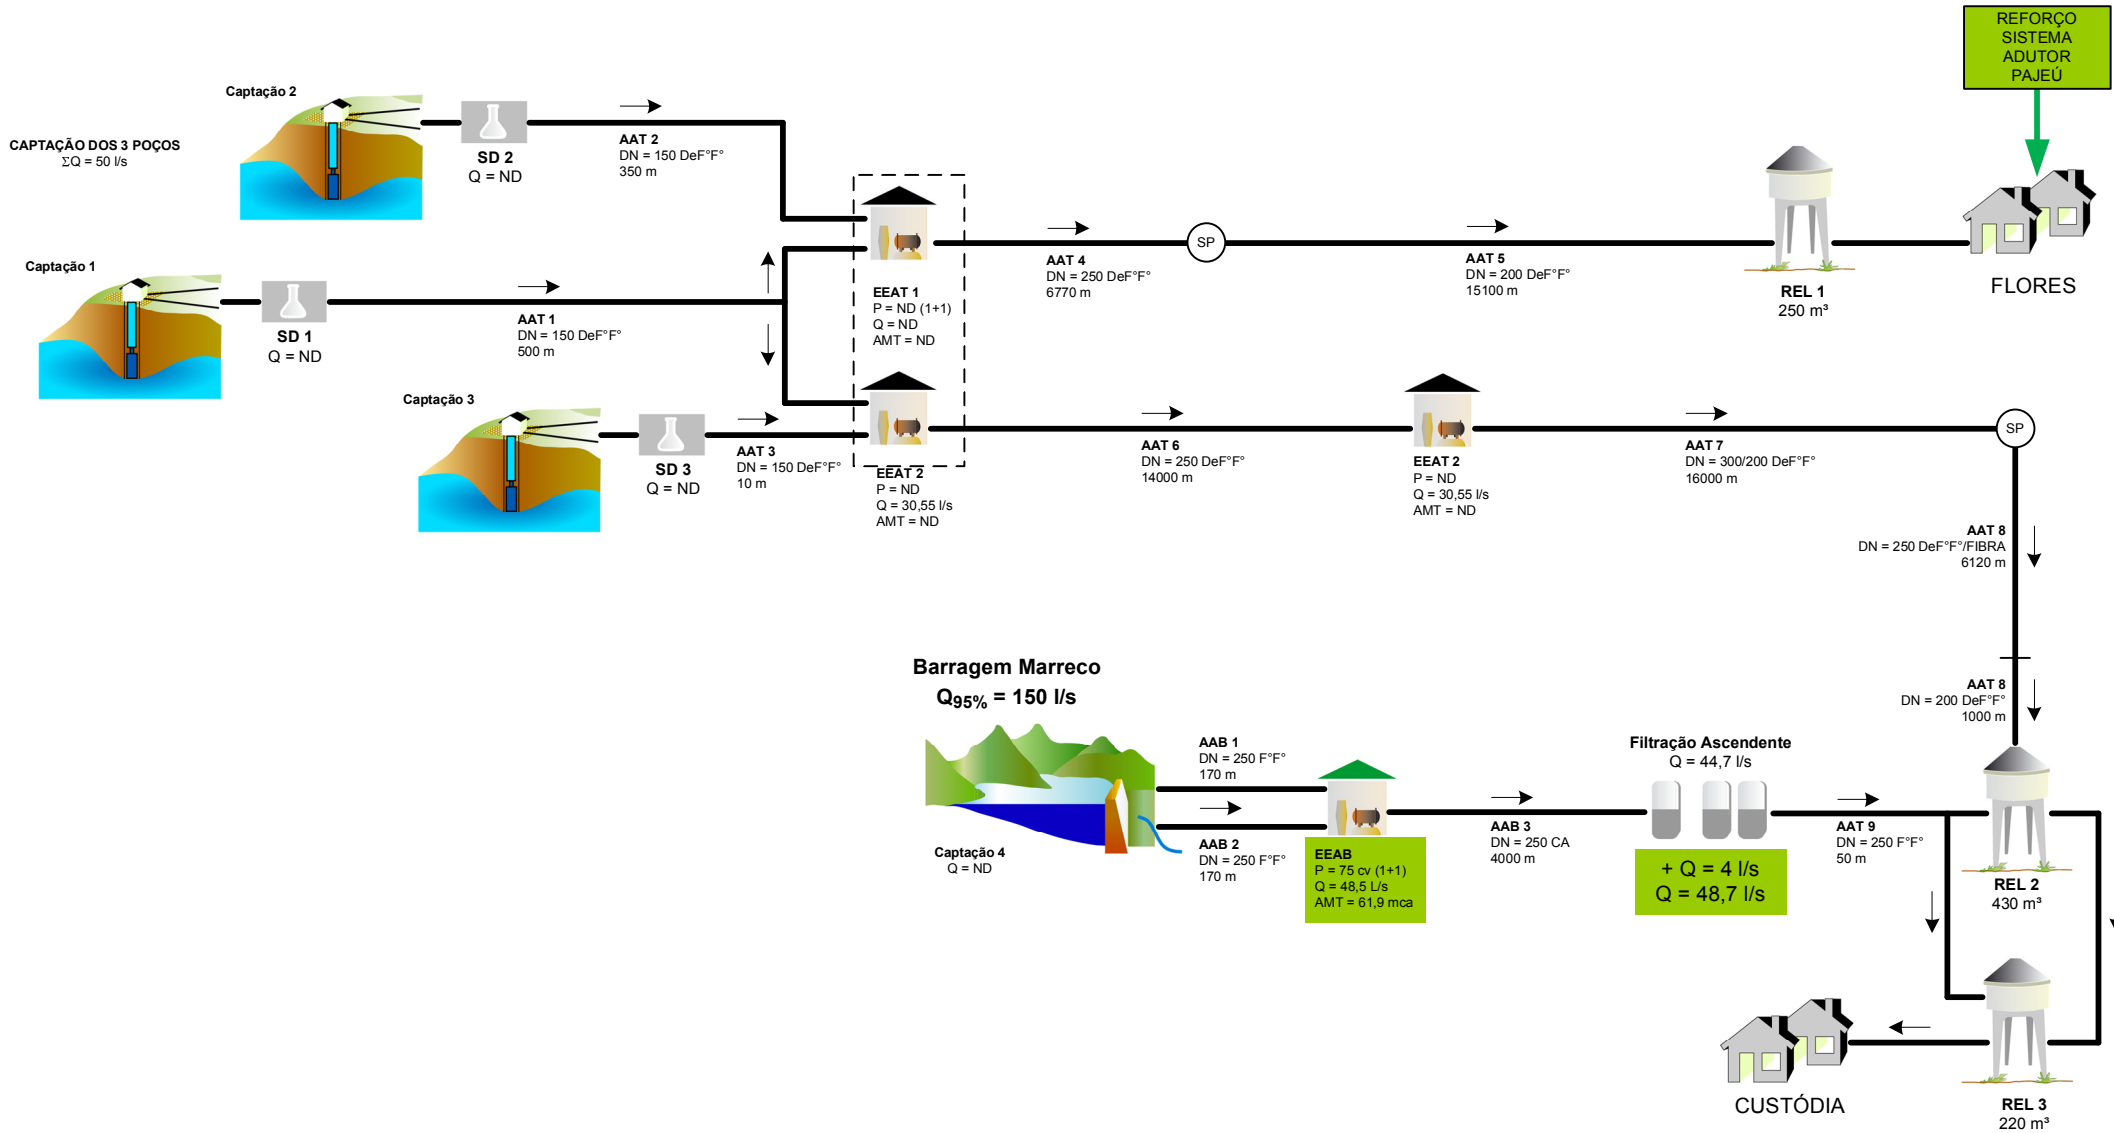 REFORÇO
SISTEMA
ADUTOR
PAJEÚ
Captação 2
CAPTAÇÃO DOS 3 POÇOS
ΣQ = 50 l/s
SD 2
Q = ND
AAT 2
DN = 150 DeF°F°
350 m
Captação 1
SD 1
Q = ND
AAT 1
DN = 150 DeF°F°
500 m
EEAT 1
P = ND (1+1)
Q = ND
AMT = ND
AAT 4
DN = 250 DeF°F°
6770 m
SP
AAT 5
DN = 200 DeF°F°
15100 m
REL 1
250 m³
FLORES
Captação 3
SD 3
Q = ND
AAT 3
DN = 150 DeF°F°
10 m
EEAT 2
P = ND
Q = 30,55 l/s
AMT = ND
AAT 6
DN = 250 DeF°F°
14000 m
EEAT 2
P = ND
Q = 30,55 l/s
AMT = ND
AAT 7
DN = 300/200 DeF°F°
16000 m
SP
AAT 8
DN = 250 DeF°F°/FIBRA
6120 m
AAT 8
DN = 200 DeF°F°
1000 m
Barragem Marreco
Q95% = 150 l/s
Captação 4
Q = ND
AAB 1
DN = 250 F°F°
170 m
AAB 2
DN = 250 F°F°
170 m
EEAB
P = 75 cv (1+1)
Q = 48,5 L/s
AMT = 61,9 mca
AAB 3
DN = 250 CA
4000 m
Filtração Ascendente
Q = 44,7 l/s
+ Q = 4 l/s
Q = 48,7 l/s
AAT 9
DN = 250 F°F°
50 m
REL 2
430 m³
CUSTÓDIA
REL 3
220 m³